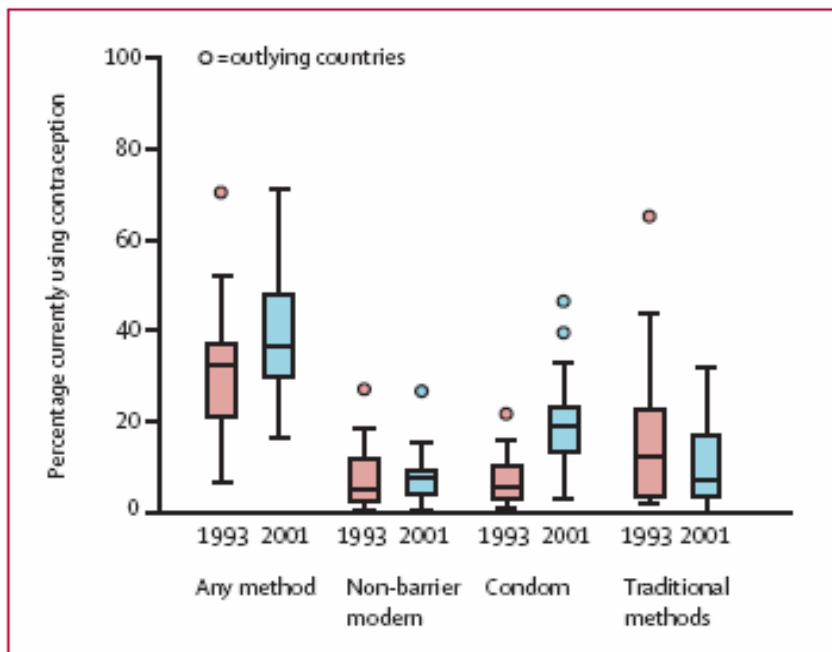 100
○=outlying countries
80
60
40
20
0
Percentage currently using contraception
1993 2001 1993 2001 1993 2001 1993 2001
Any method Non-barrier modern Condom Traditional methods